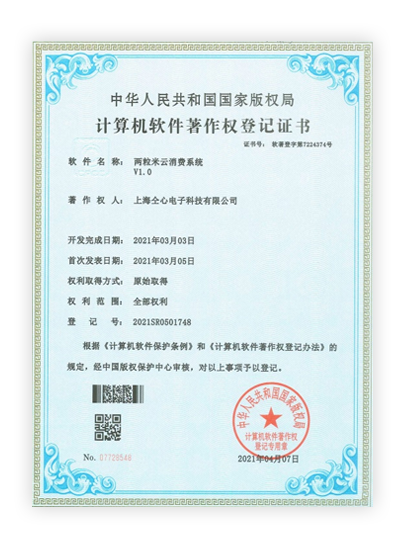 中华人民共和国国家版权局
计算机软件著作权登记证书
证书号： 软著登字第7224374号
软件名称： 两粒米云消费系统
V1.0
著作权人： 上海仝心电子科技有限公司
开发完成日期： 2021年03月03日
首次发表日期： 2021年03月05日
权利取得方式： 原始取得
权利范围： 全部权利
登记号： 2021SR0501748
根据《计算机软件保护条例》和《计算机软件著作权登记办法》的
规定，经中国版权保护中心审核，对以上事项予以登记。
中华人民共和国国家版权局
计算机软件著作权
登记专用章
No. 07728548
2021年04月07日